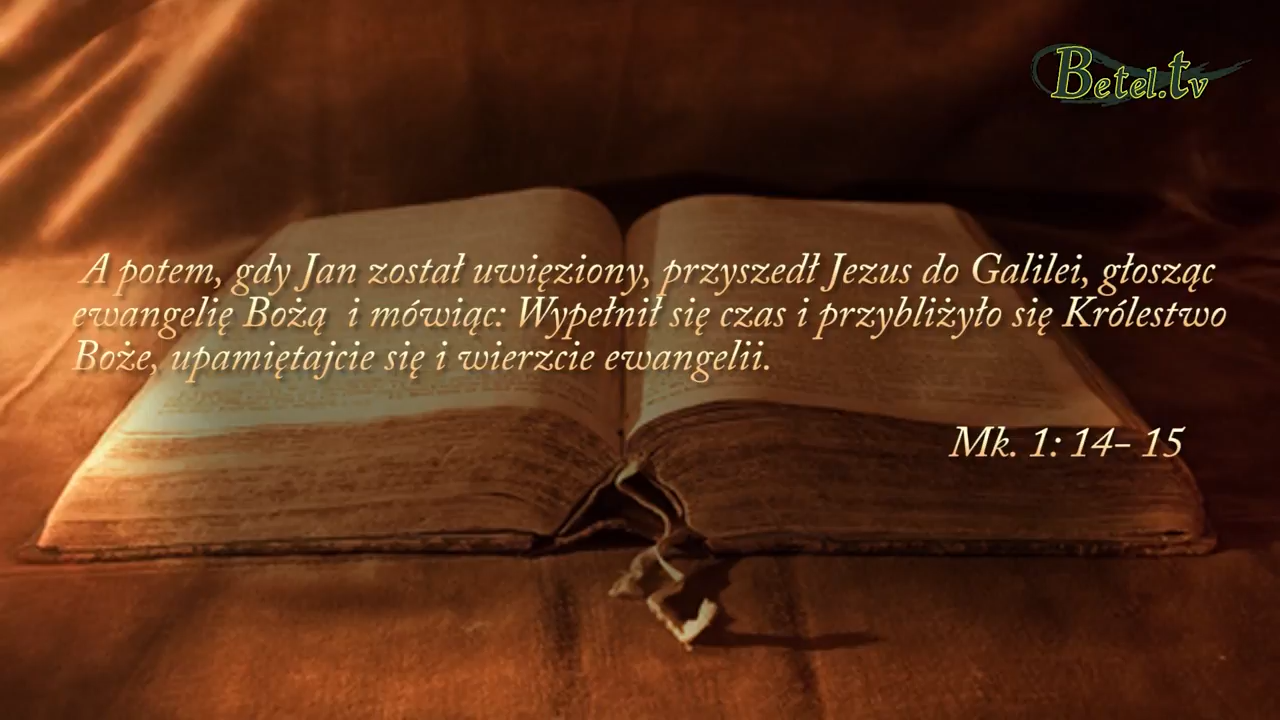 Betel.tv
A potem, gdy Jan został uwięziony, przyszedł Jezus do Galilei, głosząc
ewangelię Bożą i mówiąc: Wypełnił się czas i przybliżyło się Królestwo
Boże, upamiętajcie się i wierzcie ewangelii.
Mk. 1: 14- 15